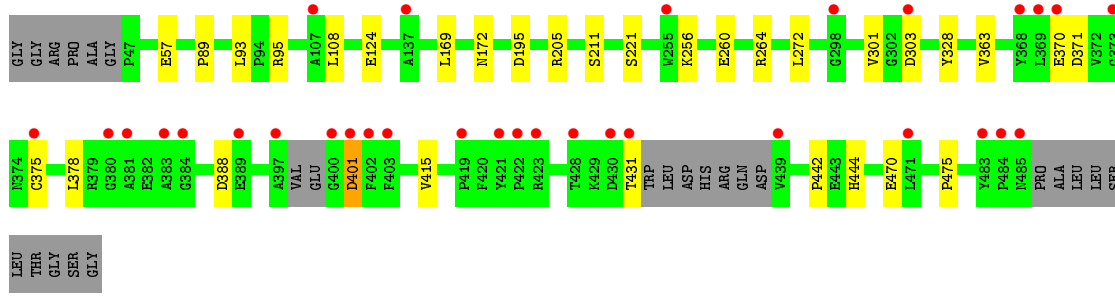 GLY GLY ARG PRO ALA GLY P47 E57 P89 L93 P94 R95 A107 L108 E124 A137 L169 N172 D195 R205 S211 S221 W255 K256 E260 R264 L272 G298 V301 G302 D303 Y328 V363 Y368 L369 E370 D371 V372 G373
N374 C375 L378 R379 G380 A381 E382 A383 G384 D388 E389 A397 VAL GLU G400 D401 F402 F403 V415 P419 F420 Y421 P422 R423 T428 K429 D430 T431 TRP LEU ASP HIS ARG GLN ASP V439 P442 E443 H444 E470 L471 P475 Y483 P484 N485 PRO ALA LEU LEU SER
LEU THR GLY SER GLY